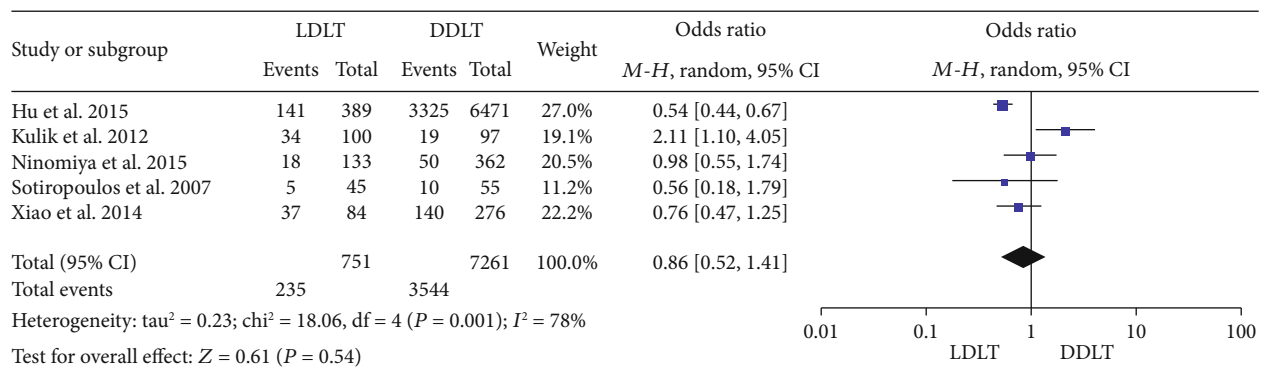 Study or subgroup LDLT DDLT Weight Odds ratio Odds ratio
Events Total Events Total M-H, random, 95% CI M-H, random, 95% CI
Hu et al. 2015 141 389 3325 6471 27.0% 0.54 [0.44, 0.67]
Kulik et al. 2012 34 100 19 97 19.1% 2.11 [1.10, 4.05]
Ninomiya et al. 2015 18 133 50 362 20.5% 0.98 [0.55, 1.74]
Sotiropoulos et al. 2007 5 45 10 55 11.2% 0.56 [0.18, 1.79]
Xiao et al. 2014 37 84 140 276 22.2% 0.76 [0.47, 1.25]
Total (95% CI) 751 7261 100.0% 0.86 [0.52, 1.41]
Total events 235 3544
Heterogeneity: tau² = 0.23; chi² = 18.06, df = 4 (P = 0.001); I² = 78%
Test for overall effect: Z = 0.61 (P = 0.54)
0.01 0.1 1 10 100
LDLT DDLT